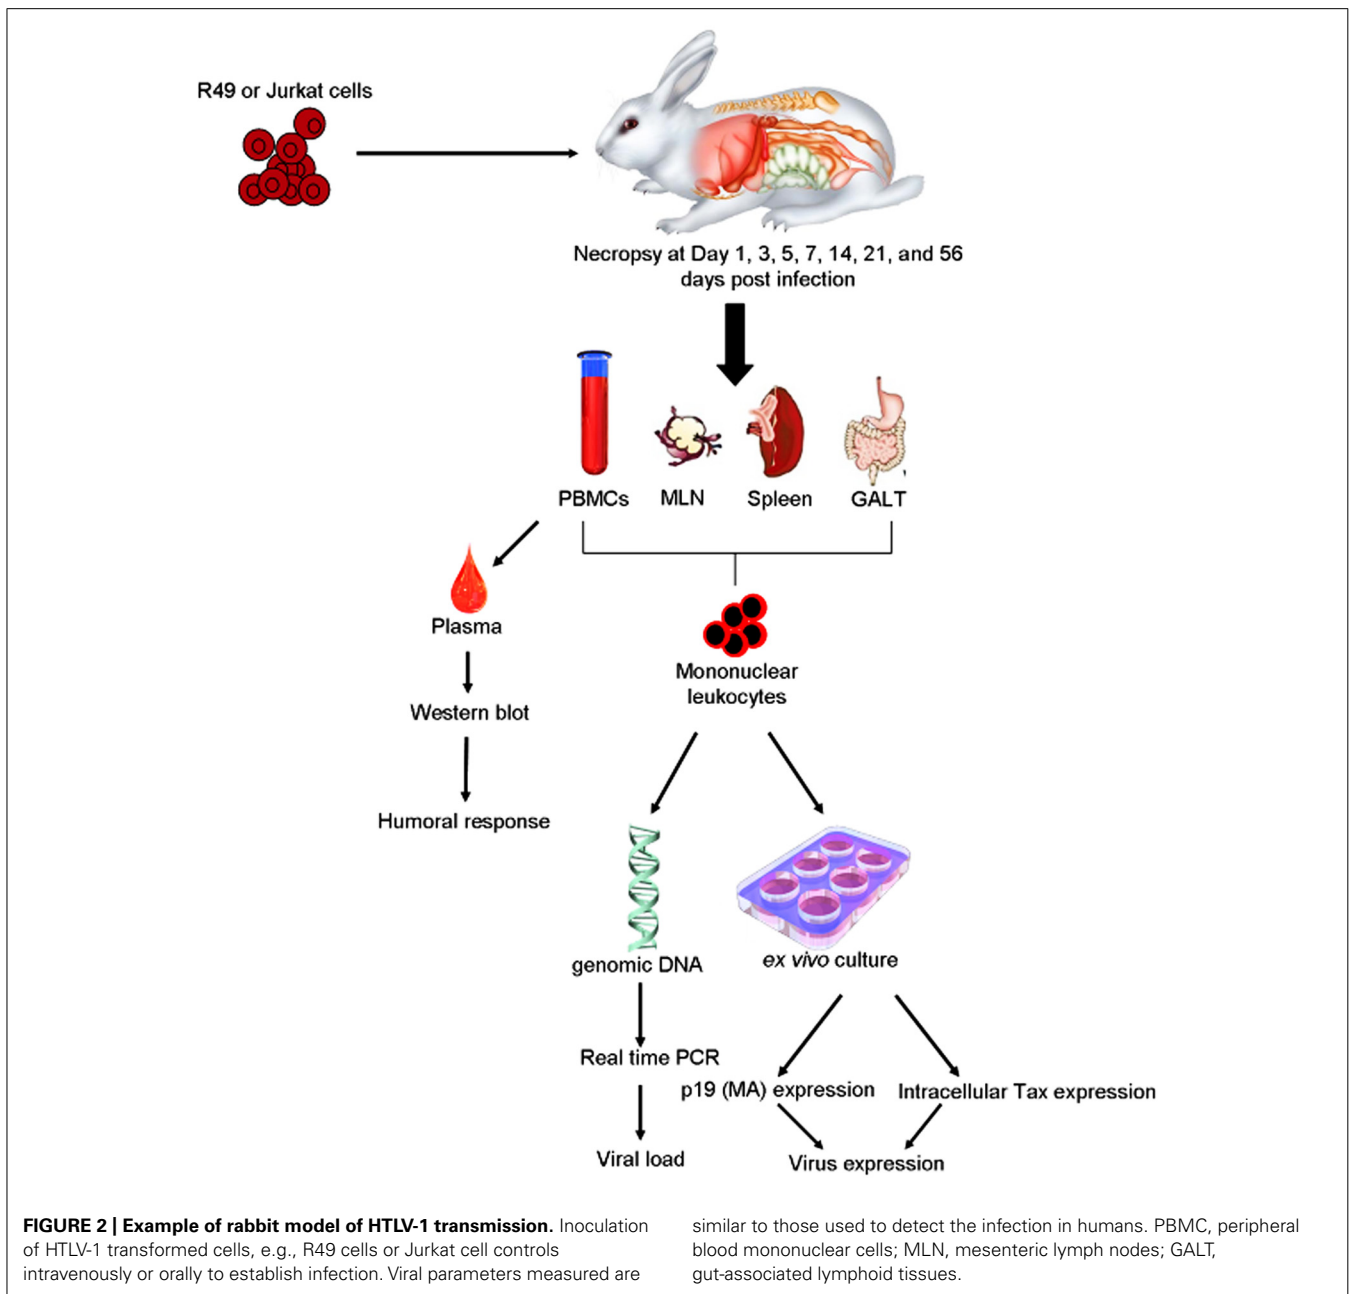 R49 or Jurkat cells
Necropsy at Day 1, 3, 5, 7, 14, 21, and 56
days post infection
PBMCs
MLN
Spleen
GALT
Plasma
Western blot
Humoral response
Mononuclear
leukocytes
genomic DNA
ex vivo culture
Real time PCR
p19 (MA) expression
Intracellular Tax expression
Viral load
Virus expression
FIGURE 2 | Example of rabbit model of HTLV-1 transmission. Inoculation
of HTLV-1 transformed cells, e.g., R49 cells or Jurkat cell controls
intravenously or orally to establish infection. Viral parameters measured are
similar to those used to detect the infection in humans. PBMC, peripheral
blood mononuclear cells; MLN, mesenteric lymph nodes; GALT,
gut-associated lymphoid tissues.